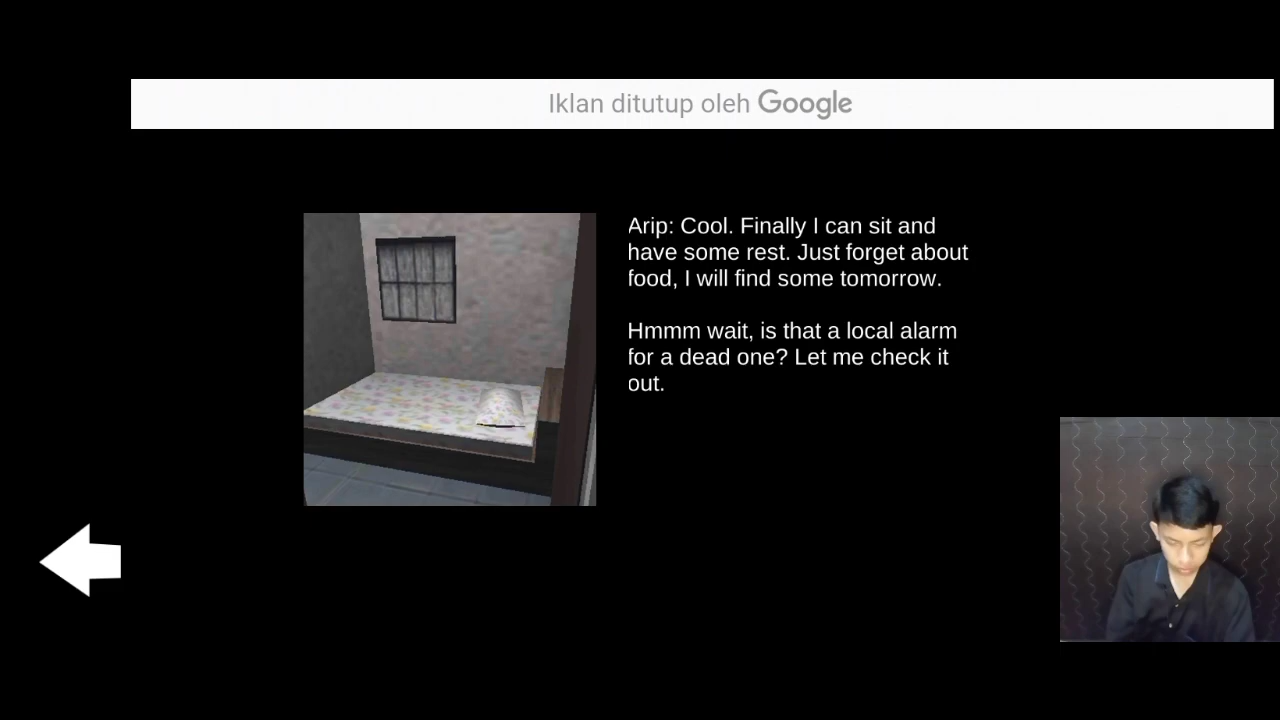 Iklan ditutup oleh Google
Arip: Cool. Finally I can sit and
have some rest. Just forget about
food, I will find some tomorrow.
Hmmm wait, is that a local alarm
for a dead one? Let me check it
out.